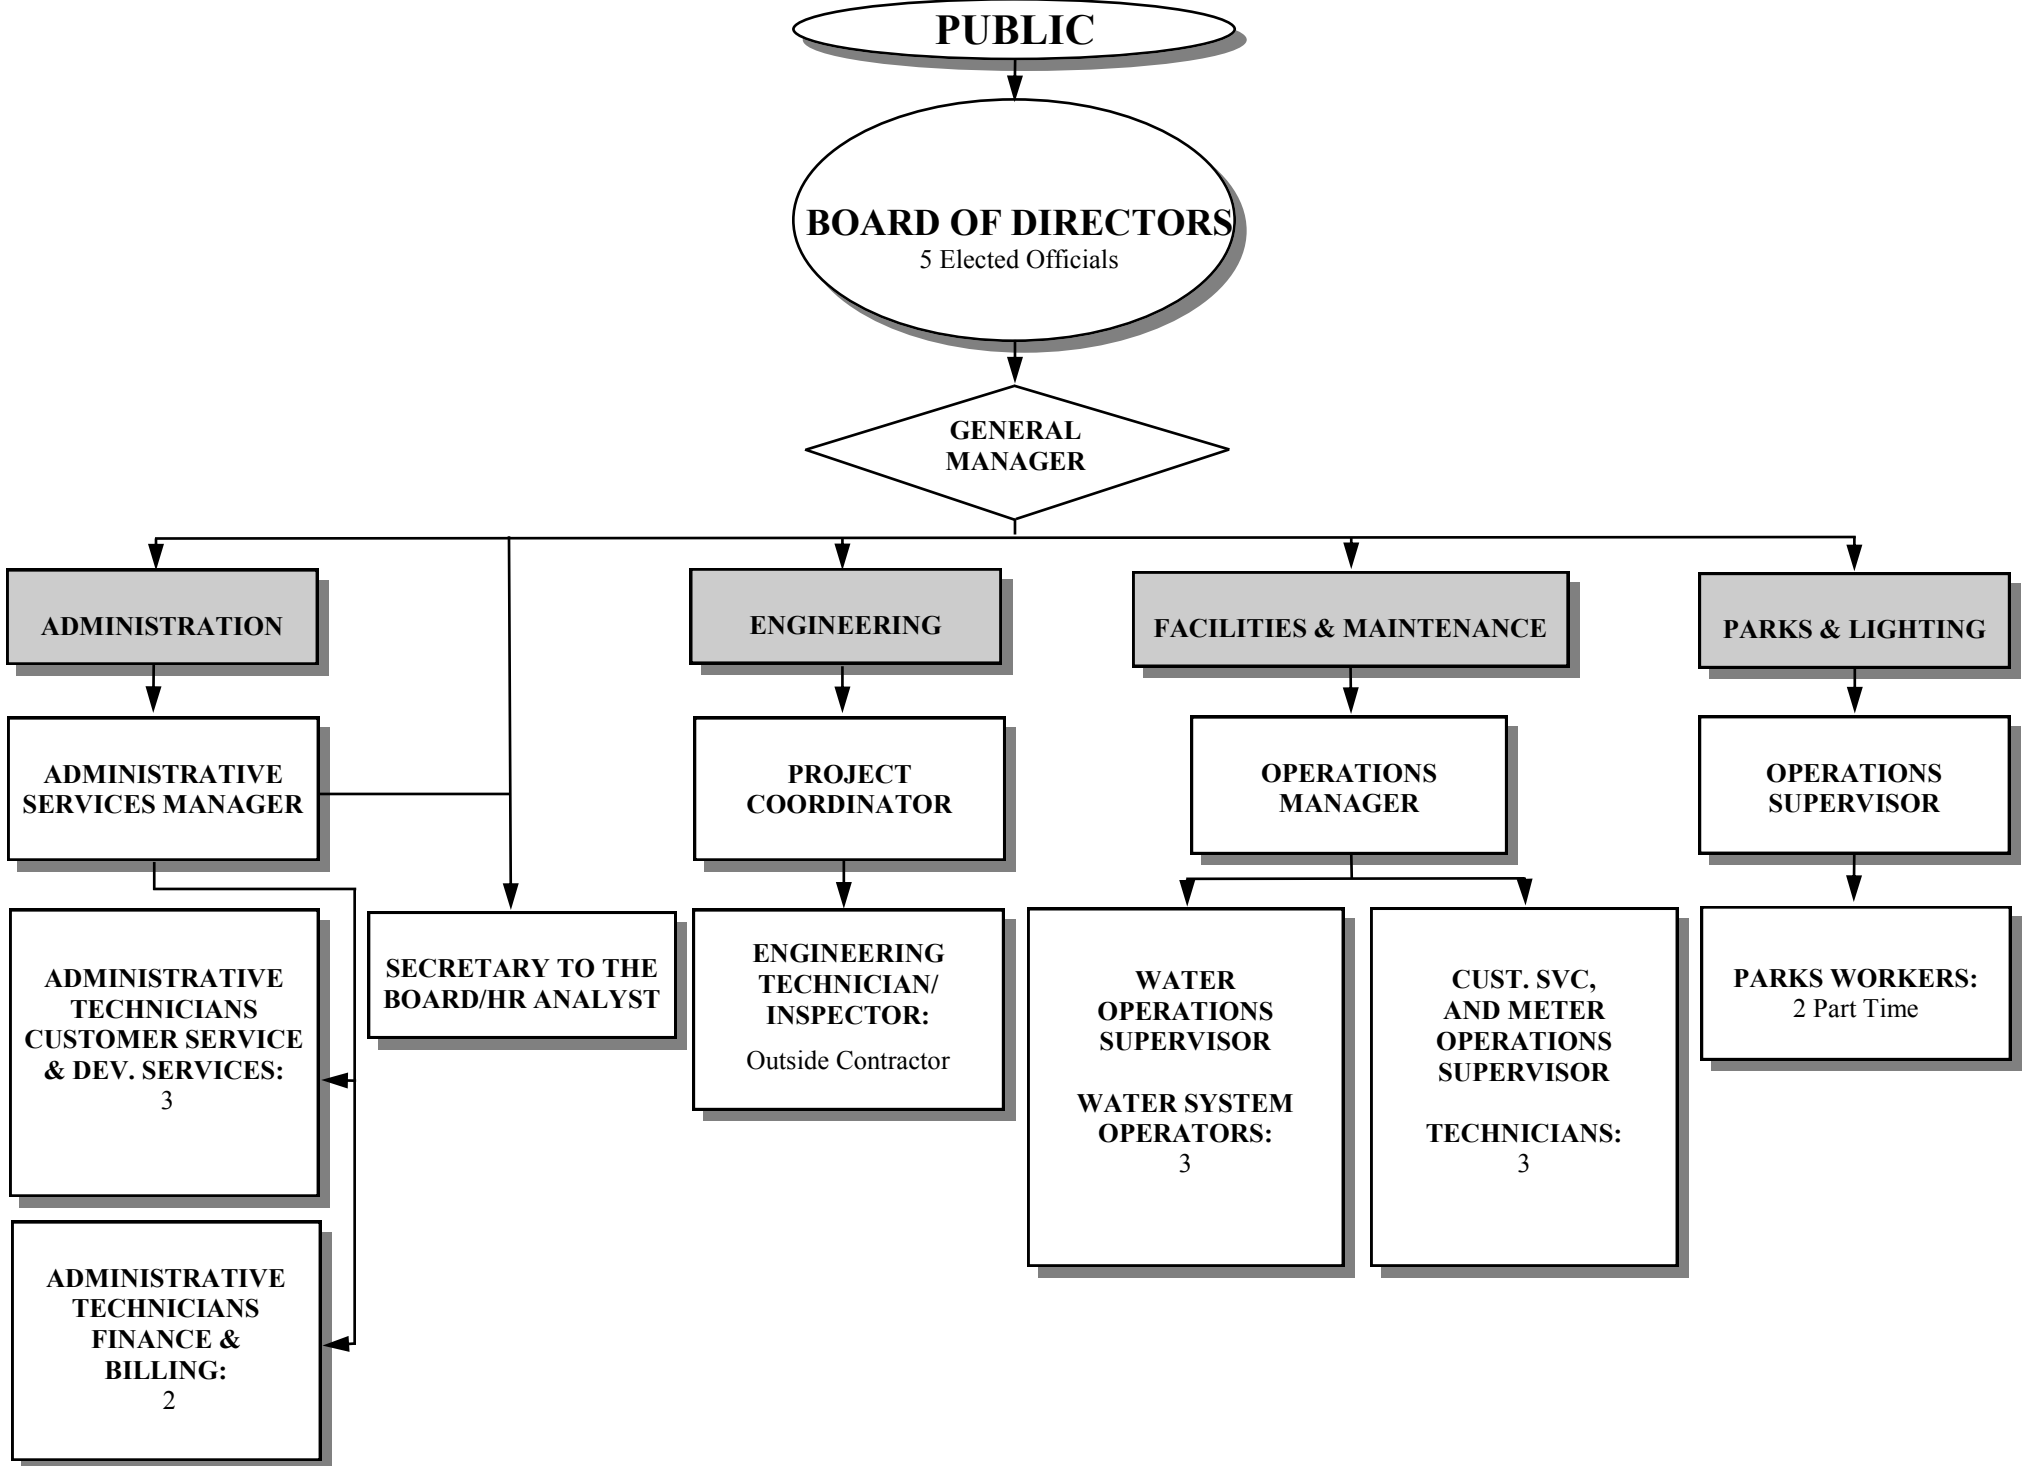 PUBLIC
BOARD OF DIRECTORS
5 Elected Officials
GENERAL
MANAGER
ADMINISTRATION
ENGINEERING
FACILITIES & MAINTENANCE
PARKS & LIGHTING
ADMINISTRATIVE
SERVICES MANAGER
PROJECT
COORDINATOR
OPERATIONS
MANAGER
OPERATIONS
SUPERVISOR
ADMINISTRATIVE
TECHNICIANS
CUSTOMER SERVICE
& DEV. SERVICES:
3
SECRETARY TO THE
BOARD/HR ANALYST
ENGINEERING
TECHNICIAN/
INSPECTOR:
Outside Contractor
WATER
OPERATIONS
SUPERVISOR
WATER SYSTEM
OPERATORS:
3
CUST. SVC,
AND METER
OPERATIONS
SUPERVISOR
TECHNICIANS:
3
PARKS WORKERS:
2 Part Time
ADMINISTRATIVE
TECHNICIANS
FINANCE &
BILLING:
2